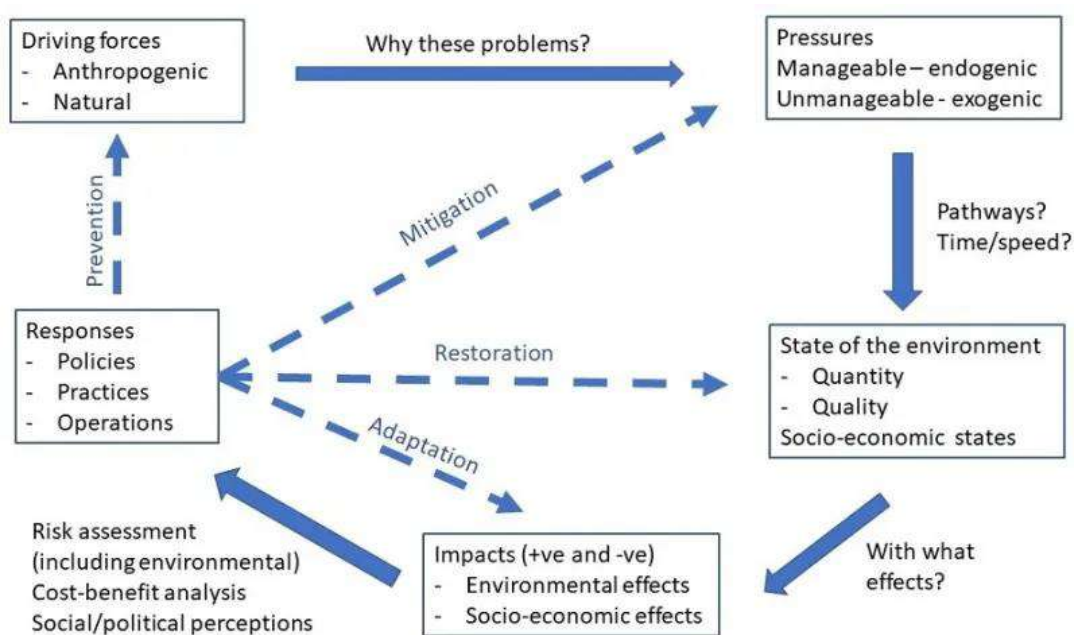 Driving forces
- Anthropogenic
- Natural
Why these problems?
Pressures
Manageable – endogenic
Unmanageable - exogenic
Prevention
Mitigation
Pathways?
Time/speed?
Responses
- Policies
- Practices
- Operations
Restoration
State of the environment
- Quantity
- Quality
Socio-economic states
Adaptation
Risk assessment
(including environmental)
Cost-benefit analysis
Social/political perceptions
Impacts (+ve and -ve)
- Environmental effects
- Socio-economic effects
With what
effects?